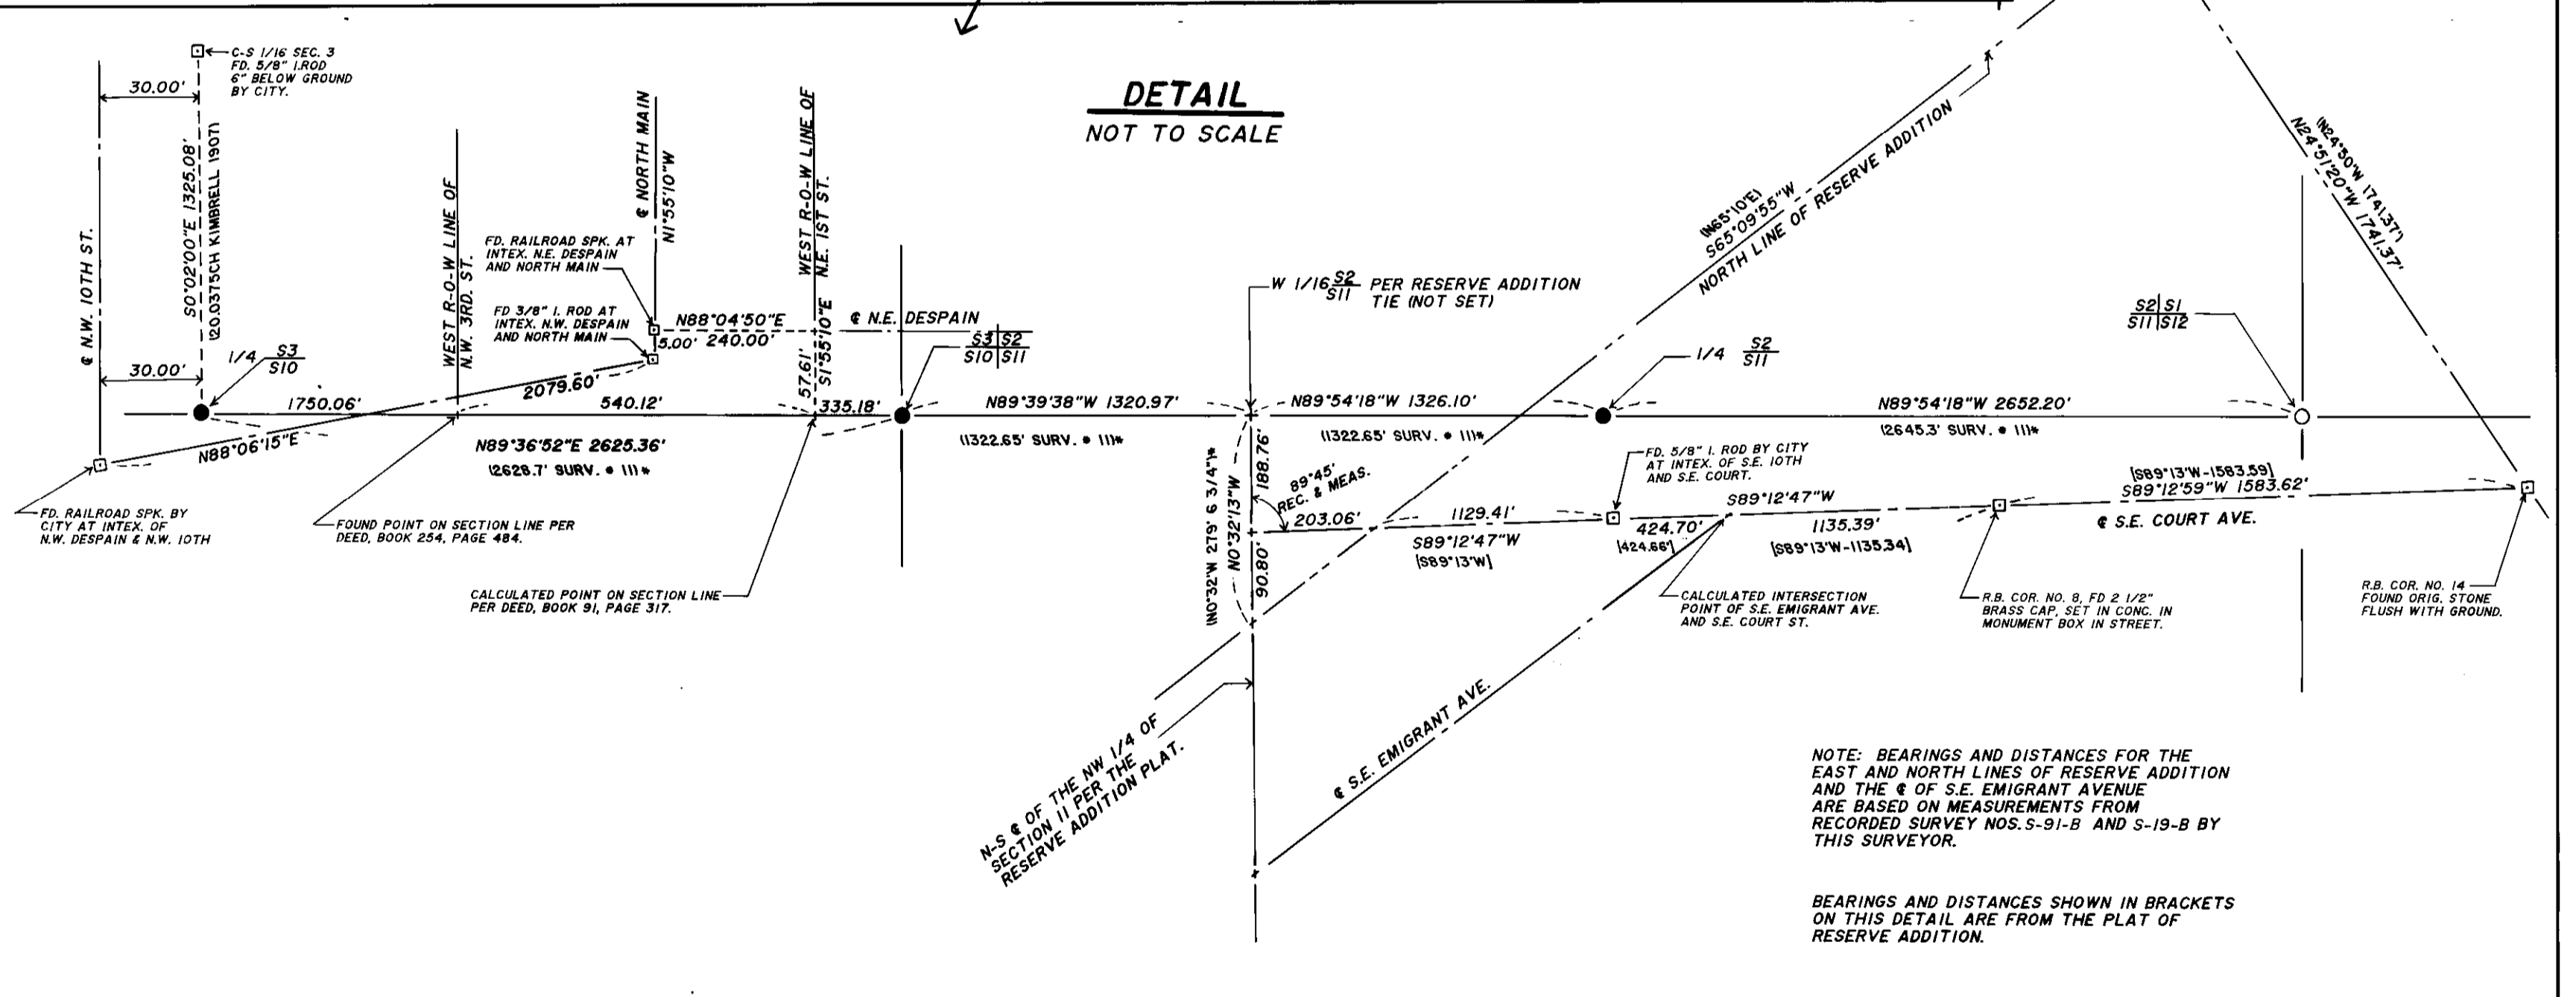 DETAIL
NOT TO SCALE
C-S 1/16 SEC. 3
FD. 5/8" I.ROD
6" BELOW GROUND
BY CITY.
30.00'
℄ N.W. 10TH ST.
S0°02'00"E 1325.08'
(20.0375CH KIMBRELL 1907)
30.00'
1/4 S3
S10
WEST R-O-W LINE OF
N.W. 3RD. ST.
℄ NORTH MAIN
N1°55'10"W
WEST R-O-W LINE OF
N.E. 1ST ST.
S1°55'10"E
57.61'
FD. RAILROAD SPK. AT
INTEX. N.E. DESPAIN
AND NORTH MAIN
FD 3/8" I. ROD AT
INTEX. N.W. DESPAIN
AND NORTH MAIN
N88°04'50"E
5.00' 240.00'
℄ N.E. DESPAIN
S3 S2
S10 S11
2079.60'
1750.06'
540.12'
335.18'
N88°06'15"E
N89°36'52"E 2625.36'
(2628.7' SURV. # 11)*
FD. RAILROAD SPK. BY
CITY AT INTEX. OF
N.W. DESPAIN & N.W. 10TH
FOUND POINT ON SECTION LINE PER
DEED, BOOK 254, PAGE 484.
CALCULATED POINT ON SECTION LINE
PER DEED, BOOK 91, PAGE 317.
N89°39'38"W 1320.97'
(1322.65' SURV. # 11)*
W 1/16 S2
S11
PER RESERVE ADDITION
TIE (NOT SET)
N89°54'18"W 1326.10'
(1322.65' SURV. # 11)*
(N65°10'E)
S65°09'55"W
NORTH LINE OF RESERVE ADDITION
1/4 S2
S11
S2 S1
S11 S12
N89°54'18"W 2652.20'
(2645.3' SURV. # 11)*
(N24°50'W 1741.37')
N24°51'20"W 1741.37'
(N0°32'W 279' 6 3/4")*
N0°32'13"W
188.76'
90.80'
89°45'
REC. & MEAS.
203.06'
1129.41'
S89°12'47"W
[S89°13'W]
FD. 5/8" I. ROD BY CITY
AT INTEX. OF S.E. 10TH
AND S.E. COURT.
424.70'
[424.66']
S89°12'47"W
1135.39'
[S89°13'W-1135.34]
[S89°13'W-1583.59]
S89°12'59"W 1583.62'
℄ S.E. COURT AVE.
CALCULATED INTERSECTION
POINT OF S.E. EMIGRANT AVE.
AND S.E. COURT ST.
R.B. COR. NO. 8, FD 2 1/2"
BRASS CAP, SET IN CONC. IN
MONUMENT BOX IN STREET.
R.B. COR. NO. 14
FOUND ORIG. STONE
FLUSH WITH GROUND.
N-S ℄ OF THE NW 1/4 OF
SECTION 11 PER THE
RESERVE ADDITION PLAT.
℄ S.E. EMIGRANT AVE.
NOTE: BEARINGS AND DISTANCES FOR THE
EAST AND NORTH LINES OF RESERVE ADDITION
AND THE ℄ OF S.E. EMIGRANT AVENUE
ARE BASED ON MEASUREMENTS FROM
RECORDED SURVEY NOS. S-91-B AND S-19-B BY
THIS SURVEYOR.
BEARINGS AND DISTANCES SHOWN IN BRACKETS
ON THIS DETAIL ARE FROM THE PLAT OF
RESERVE ADDITION.